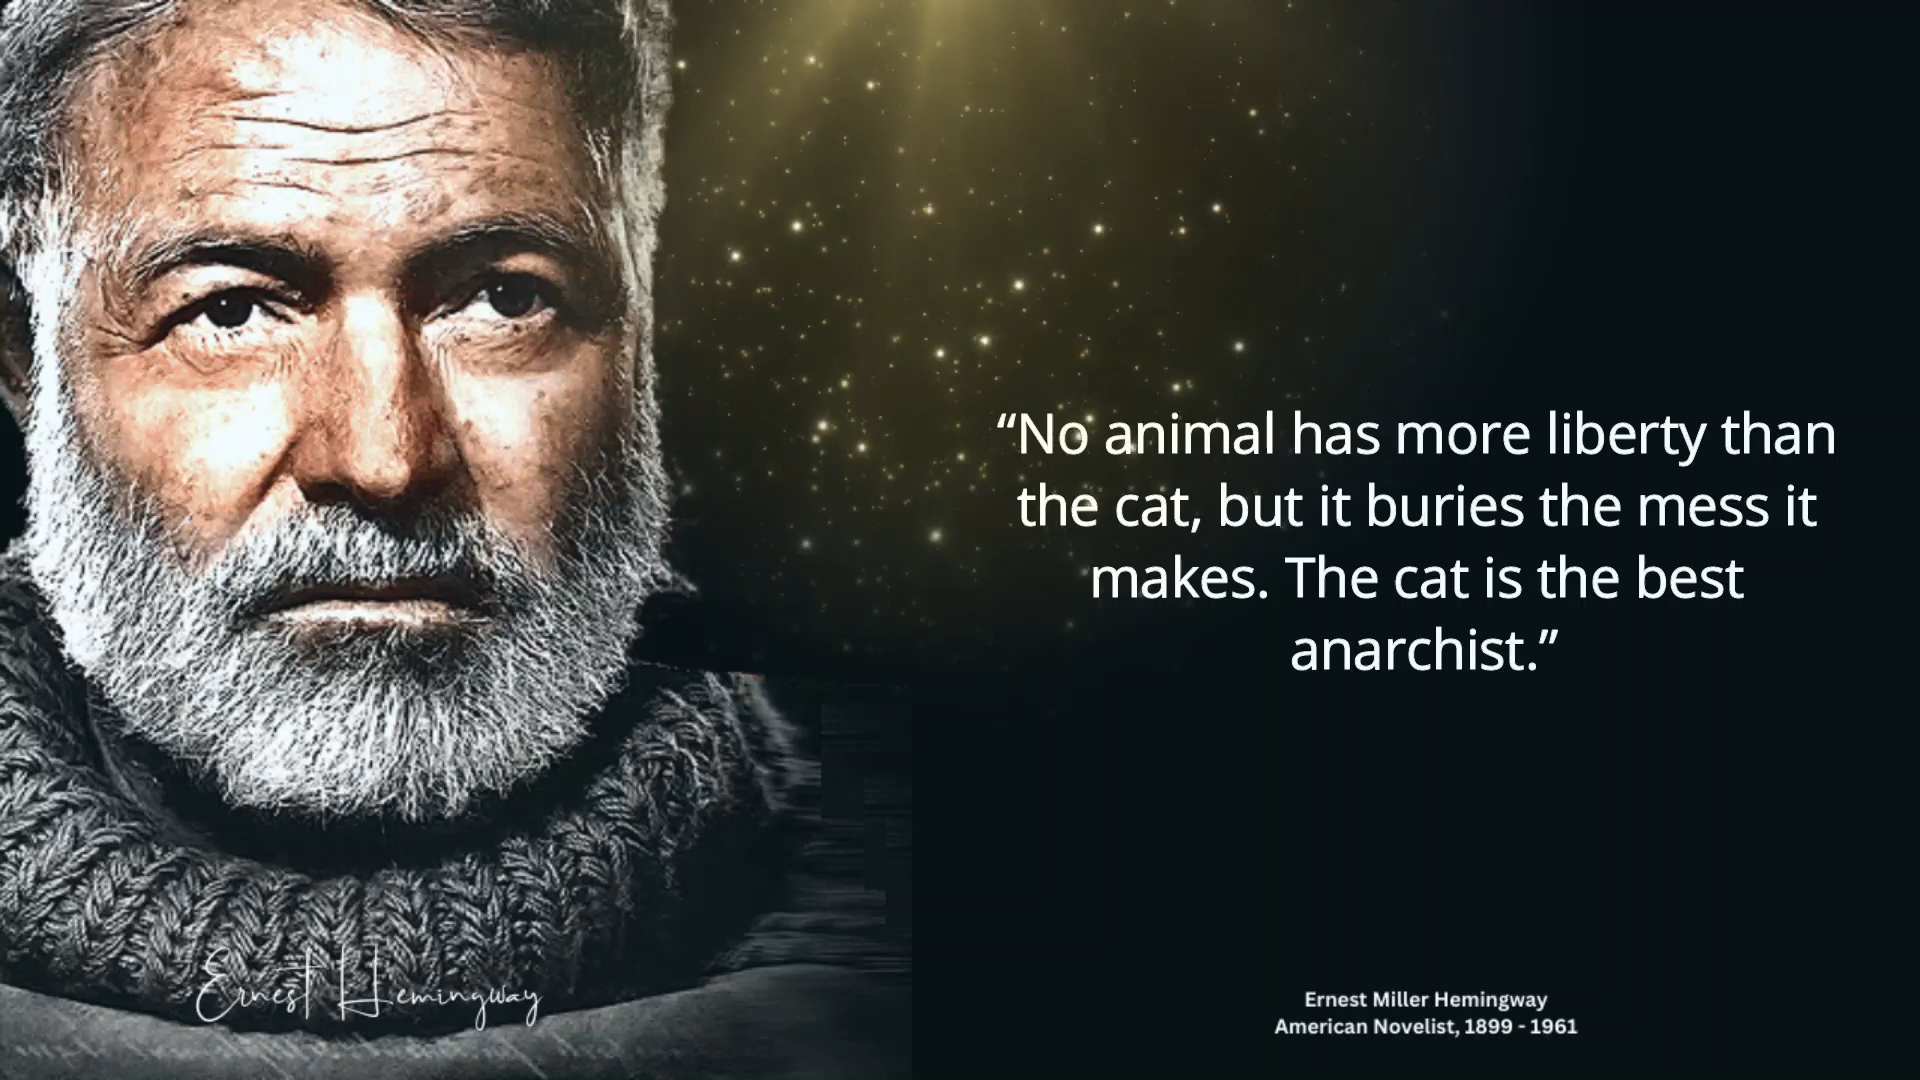 “No animal has more liberty than
the cat, but it buries the mess it
makes. The cat is the best
anarchist.”
Ernest Hemingway
Ernest Miller Hemingway
American Novelist, 1899 - 1961